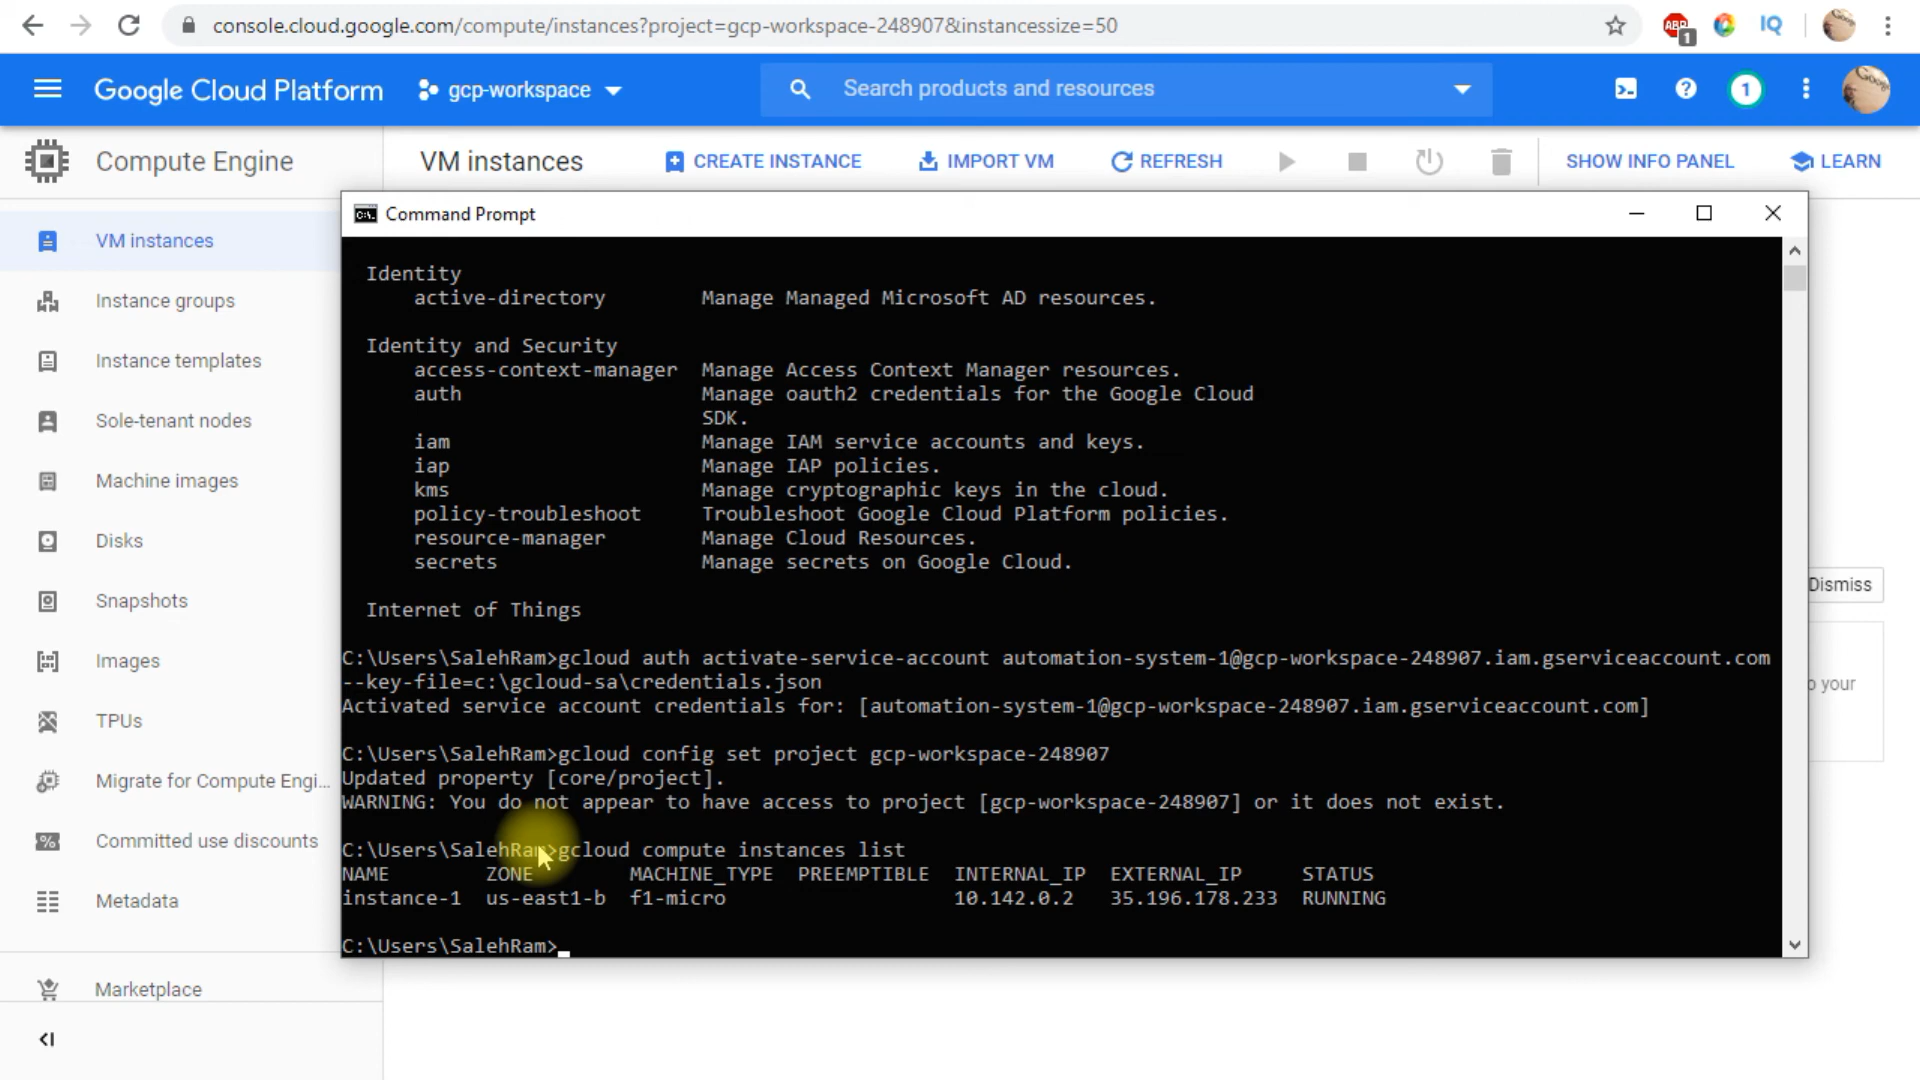 console.cloud.google.com/compute/instances?project=gcp-workspace-248907&instancessize=50
ABP
1
IQ
Google Cloud Platform
gcp-workspace
Search products and resources
1
Compute Engine
VM instances
CREATE INSTANCE
IMPORT VM
REFRESH
SHOW INFO PANEL
LEARN
VM instances
Instance groups
Instance templates
Sole-tenant nodes
Machine images
Disks
Snapshots
Images
TPUs
Migrate for Compute Engi...
Committed use discounts
Metadata
Marketplace
Command Prompt
Identity
active-directory Manage Managed Microsoft AD resources.
Identity and Security
access-context-manager Manage Access Context Manager resources.
auth Manage oauth2 credentials for the Google Cloud
SDK.
iam Manage IAM service accounts and keys.
iap Manage IAP policies.
kms Manage cryptographic keys in the cloud.
policy-troubleshoot Troubleshoot Google Cloud Platform policies.
resource-manager Manage Cloud Resources.
secrets Manage secrets on Google Cloud.
Internet of Things
C:\Users\SalehRam>gcloud auth activate-service-account automation-system-1@gcp-workspace-248907.iam.gserviceaccount.com
--key-file=c:\gcloud-sa\credentials.json
Activated service account credentials for: [automation-system-1@gcp-workspace-248907.iam.gserviceaccount.com]
C:\Users\SalehRam>gcloud config set project gcp-workspace-248907
Updated property [core/project].
WARNING: You do not appear to have access to project [gcp-workspace-248907] or it does not exist.
C:\Users\SalehRam>gcloud compute instances list
NAME ZONE MACHINE_TYPE PREEMPTIBLE INTERNAL_IP EXTERNAL_IP STATUS
instance-1 us-east1-b f1-micro 10.142.0.2 35.196.178.233 RUNNING
C:\Users\SalehRam>
Dismiss
o your